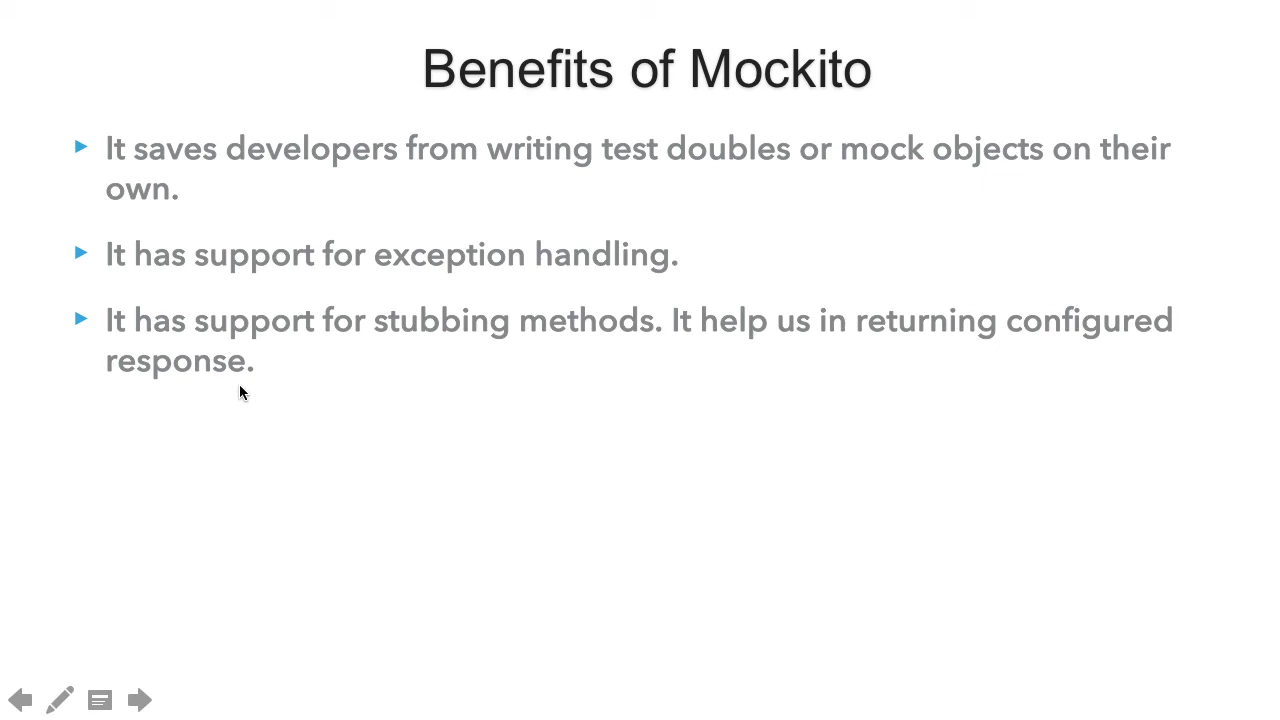 Benefits of Mockito
It saves developers from writing test doubles or mock objects on their
own.
It has support for exception handling.
It has support for stubbing methods. It help us in returning configured
response.